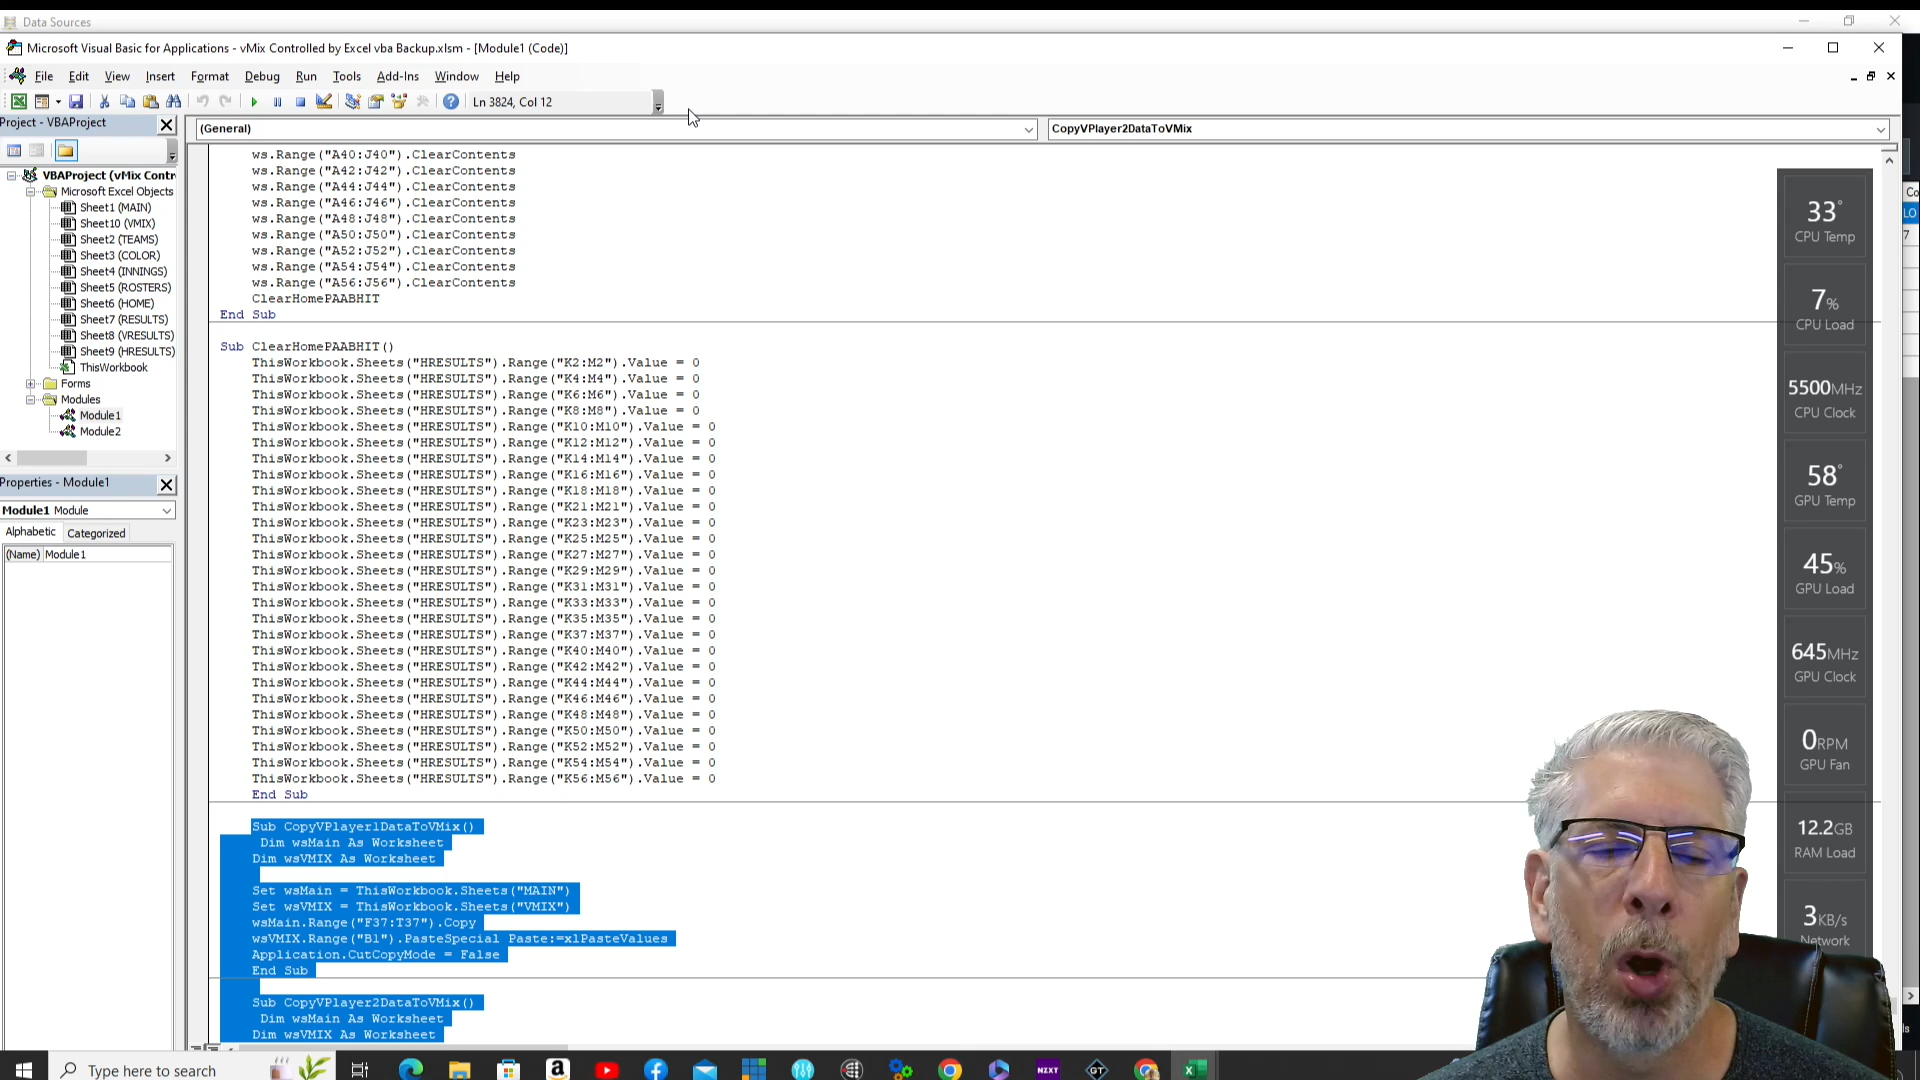 Data Sources
Microsoft Visual Basic for Applications - vMix Controlled by Excel vba Backup.xlsm - [Module1 (Code)]
File Edit View Insert Format Debug Run Tools Add-Ins Window Help
Ln 3824, Col 12
Project - VBAProject
(General)
CopyVPlayer2DataToVMix
VBAProject (vMix Contr
Microsoft Excel Objects
Sheet1 (MAIN)
Sheet10 (VMIX)
Sheet2 (TEAMS)
Sheet3 (COLOR)
Sheet4 (INNINGS)
Sheet5 (ROSTERS)
Sheet6 (HOME)
Sheet7 (RESULTS)
Sheet8 (VRESULTS)
Sheet9 (HRESULTS)
ThisWorkbook
Forms
Modules
Module1
Module2
Properties - Module1
Module1 Module
Alphabetic Categorized
(Name) Module1
ws.Range("A40:J40").ClearContents
ws.Range("A42:J42").ClearContents
ws.Range("A44:J44").ClearContents
ws.Range("A46:J46").ClearContents
ws.Range("A48:J48").ClearContents
ws.Range("A50:J50").ClearContents
ws.Range("A52:J52").ClearContents
ws.Range("A54:J54").ClearContents
ws.Range("A56:J56").ClearContents
ClearHomePAABHIT
End Sub
Sub ClearHomePAABHIT()
ThisWorkbook.Sheets("HRESULTS").Range("K2:M2").Value = 0
ThisWorkbook.Sheets("HRESULTS").Range("K4:M4").Value = 0
ThisWorkbook.Sheets("HRESULTS").Range("K6:M6").Value = 0
ThisWorkbook.Sheets("HRESULTS").Range("K8:M8").Value = 0
ThisWorkbook.Sheets("HRESULTS").Range("K10:M10").Value = 0
ThisWorkbook.Sheets("HRESULTS").Range("K12:M12").Value = 0
ThisWorkbook.Sheets("HRESULTS").Range("K14:M14").Value = 0
ThisWorkbook.Sheets("HRESULTS").Range("K16:M16").Value = 0
ThisWorkbook.Sheets("HRESULTS").Range("K18:M18").Value = 0
ThisWorkbook.Sheets("HRESULTS").Range("K21:M21").Value = 0
ThisWorkbook.Sheets("HRESULTS").Range("K23:M23").Value = 0
ThisWorkbook.Sheets("HRESULTS").Range("K25:M25").Value = 0
ThisWorkbook.Sheets("HRESULTS").Range("K27:M27").Value = 0
ThisWorkbook.Sheets("HRESULTS").Range("K29:M29").Value = 0
ThisWorkbook.Sheets("HRESULTS").Range("K31:M31").Value = 0
ThisWorkbook.Sheets("HRESULTS").Range("K33:M33").Value = 0
ThisWorkbook.Sheets("HRESULTS").Range("K35:M35").Value = 0
ThisWorkbook.Sheets("HRESULTS").Range("K37:M37").Value = 0
ThisWorkbook.Sheets("HRESULTS").Range("K40:M40").Value = 0
ThisWorkbook.Sheets("HRESULTS").Range("K42:M42").Value = 0
ThisWorkbook.Sheets("HRESULTS").Range("K44:M44").Value = 0
ThisWorkbook.Sheets("HRESULTS").Range("K46:M46").Value = 0
ThisWorkbook.Sheets("HRESULTS").Range("K48:M48").Value = 0
ThisWorkbook.Sheets("HRESULTS").Range("K50:M50").Value = 0
ThisWorkbook.Sheets("HRESULTS").Range("K52:M52").Value = 0
ThisWorkbook.Sheets("HRESULTS").Range("K54:M54").Value = 0
ThisWorkbook.Sheets("HRESULTS").Range("K56:M56").Value = 0
End Sub
Sub CopyVPlayer1DataToVMix()
Dim wsMain As Worksheet
Dim wsVMIX As Worksheet
Set wsMain = ThisWorkbook.Sheets("MAIN")
Set wsVMIX = ThisWorkbook.Sheets("VMIX")
wsMain.Range("F37:T37").Copy
wsVMIX.Range("B1").PasteSpecial Paste:=xlPasteValues
Application.CutCopyMode = False
End Sub
Sub CopyVPlayer2DataToVMix()
Dim wsMain As Worksheet
Dim wsVMIX As Worksheet
33°
CPU Temp
7%
CPU Load
5500MHz
CPU Clock
58°
GPU Temp
45%
GPU Load
645MHz
GPU Clock
0RPM
GPU Fan
12.2GB
RAM Load
3KB/s
Network
Co
LO
7
Type here to search
a
NZXT
GT